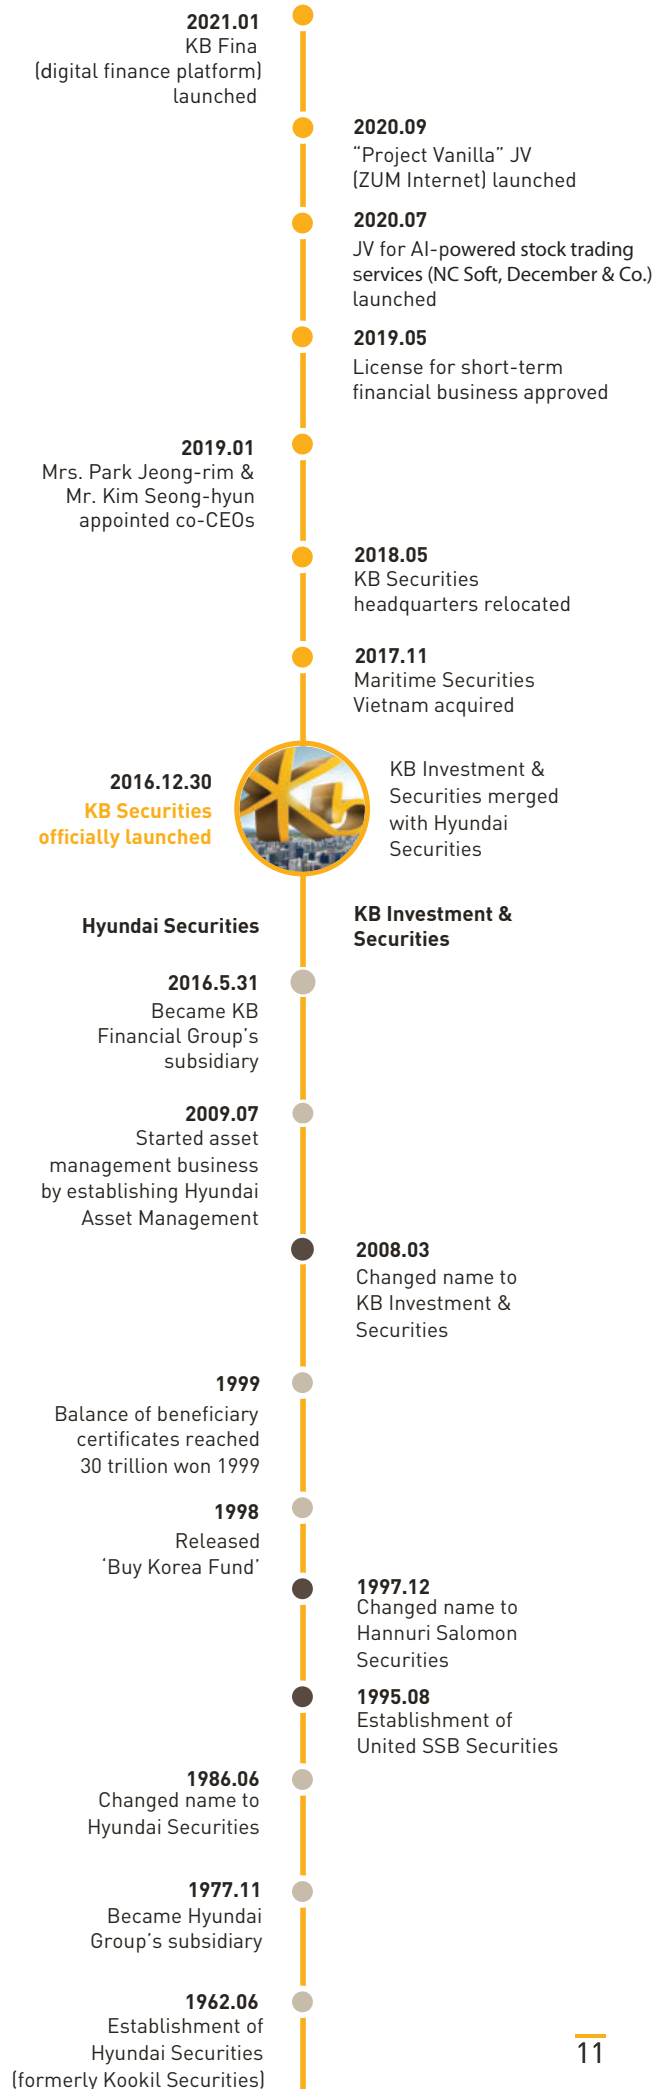 2021.01
KB Fina
(digital finance platform)
launched
2020.09
“Project Vanilla” JV
(ZUM Internet) launched
2020.07
JV for AI-powered stock trading
services (NC Soft, December & Co.)
launched
2019.05
License for short-term
financial business approved
2019.01
Mrs. Park Jeong-rim &
Mr. Kim Seong-hyun
appointed co-CEOs
2018.05
KB Securities
headquarters relocated
2017.11
Maritime Securities
Vietnam acquired
2016.12.30
KB Securities
officially launched
Kb
KB Investment &
Securities merged
with Hyundai
Securities
Hyundai Securities
KB Investment &
Securities
2016.5.31
Became KB
Financial Group’s
subsidiary
2009.07
Started asset
management business
by establishing Hyundai
Asset Management
2008.03
Changed name to
KB Investment &
Securities
1999
Balance of beneficiary
certificates reached
30 trillion won 1999
1998
Released
‘Buy Korea Fund’
1997.12
Changed name to
Hannuri Salomon
Securities
1995.08
Establishment of
United SSB Securities
1986.06
Changed name to
Hyundai Securities
1977.11
Became Hyundai
Group’s subsidiary
1962.06
Establishment of
Hyundai Securities
(formerly Kookil Securities)
11